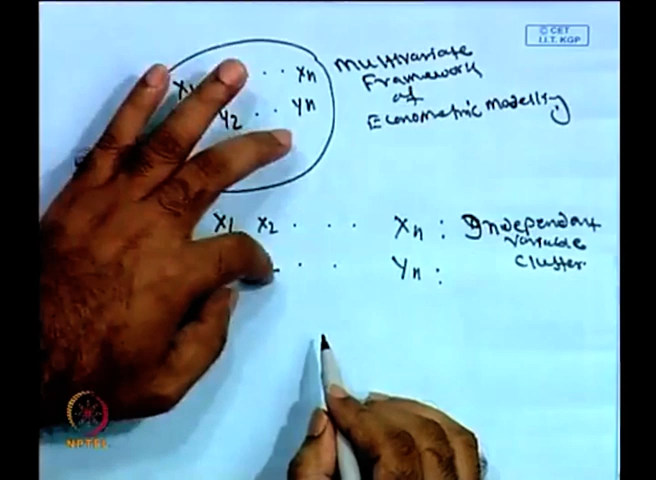 © CET
I.I.T. KGP
X1 · · Xn Multivariate
Framework
of
Y2 · · Yn Econometric Modelling
X1 X2 · · · Xn : Independent
variable
cluster
· · Yn :
NPTEL